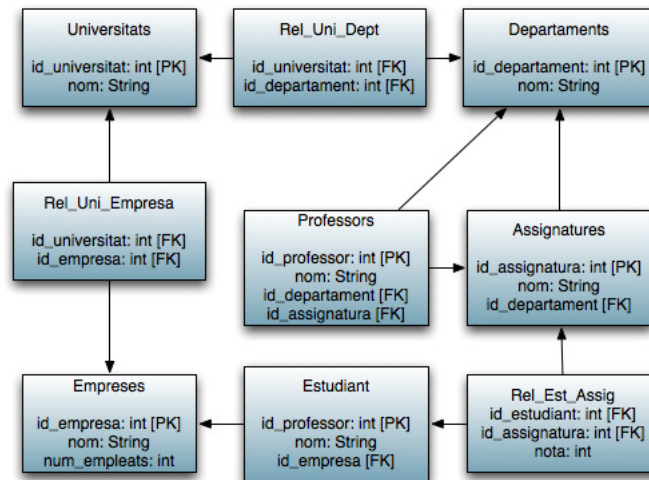 Universitats
id_universitat: int [PK]
nom: String
Rel_Uni_Dept
id_universitat: int [FK]
id_departament: int [FK]
Departaments
id_departament: int [PK]
nom: String
Rel_Uni_Empresa
id_universitat: int [FK]
id_empresa: int [FK]
Professors
id_professor: int [PK]
nom: String
id_departament [FK]
id_assignatura [FK]
Assignatures
id_assignatura: int [PK]
nom: String
id_departament [FK]
Empreses
id_empresa: int [PK]
nom: String
num_empleats: int
Estudiant
id_professor: int [PK]
nom: String
id_empresa [FK]
Rel_Est_Assig
id_estudiant: int [FK]
id_assignatura: int [FK]
nota: int